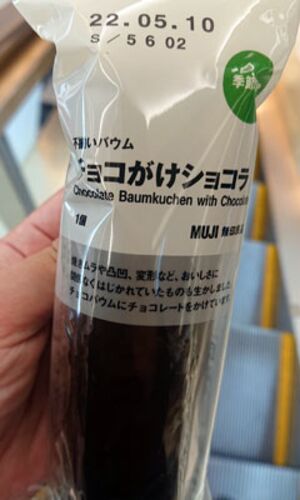 22.05.10
S/5602
季節
不揃いバウム
チョコがけショコラ
Chocolate Baumkuchen with Chocol
1個
MUJI 無印良品
焼きムラや凸凹、変形など、おいしさに
関係なくはじかれていたものも生かしました
チョコバウムにチョコレートをかけています。